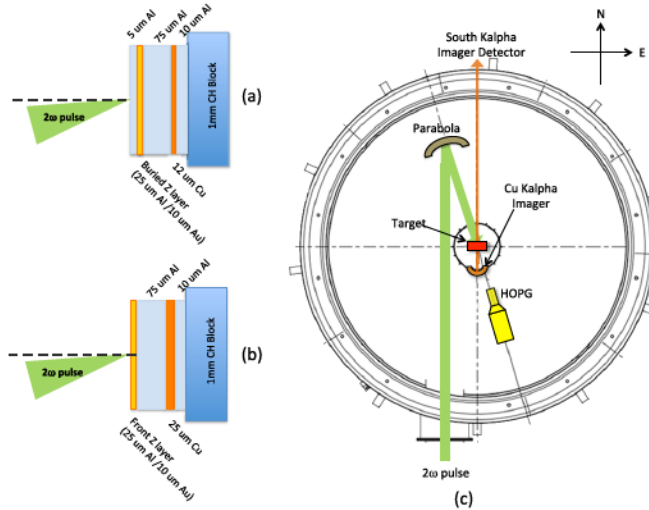 5 um Al
75 um Al
10 um Al
2ω pulse
1mm CH Block
(a)
Buried Z layer
(25 um Al /10 um Au)
12 um Cu
75 um Al
10 um Al
2ω pulse
1mm CH Block
(b)
Front Z layer
(25 um Al /10 um Au)
25 um Cu
South Kalpha
Imager Detector
N
E
Parabola
Cu Kalpha
Imager
Target
HOPG
2ω pulse
(c)